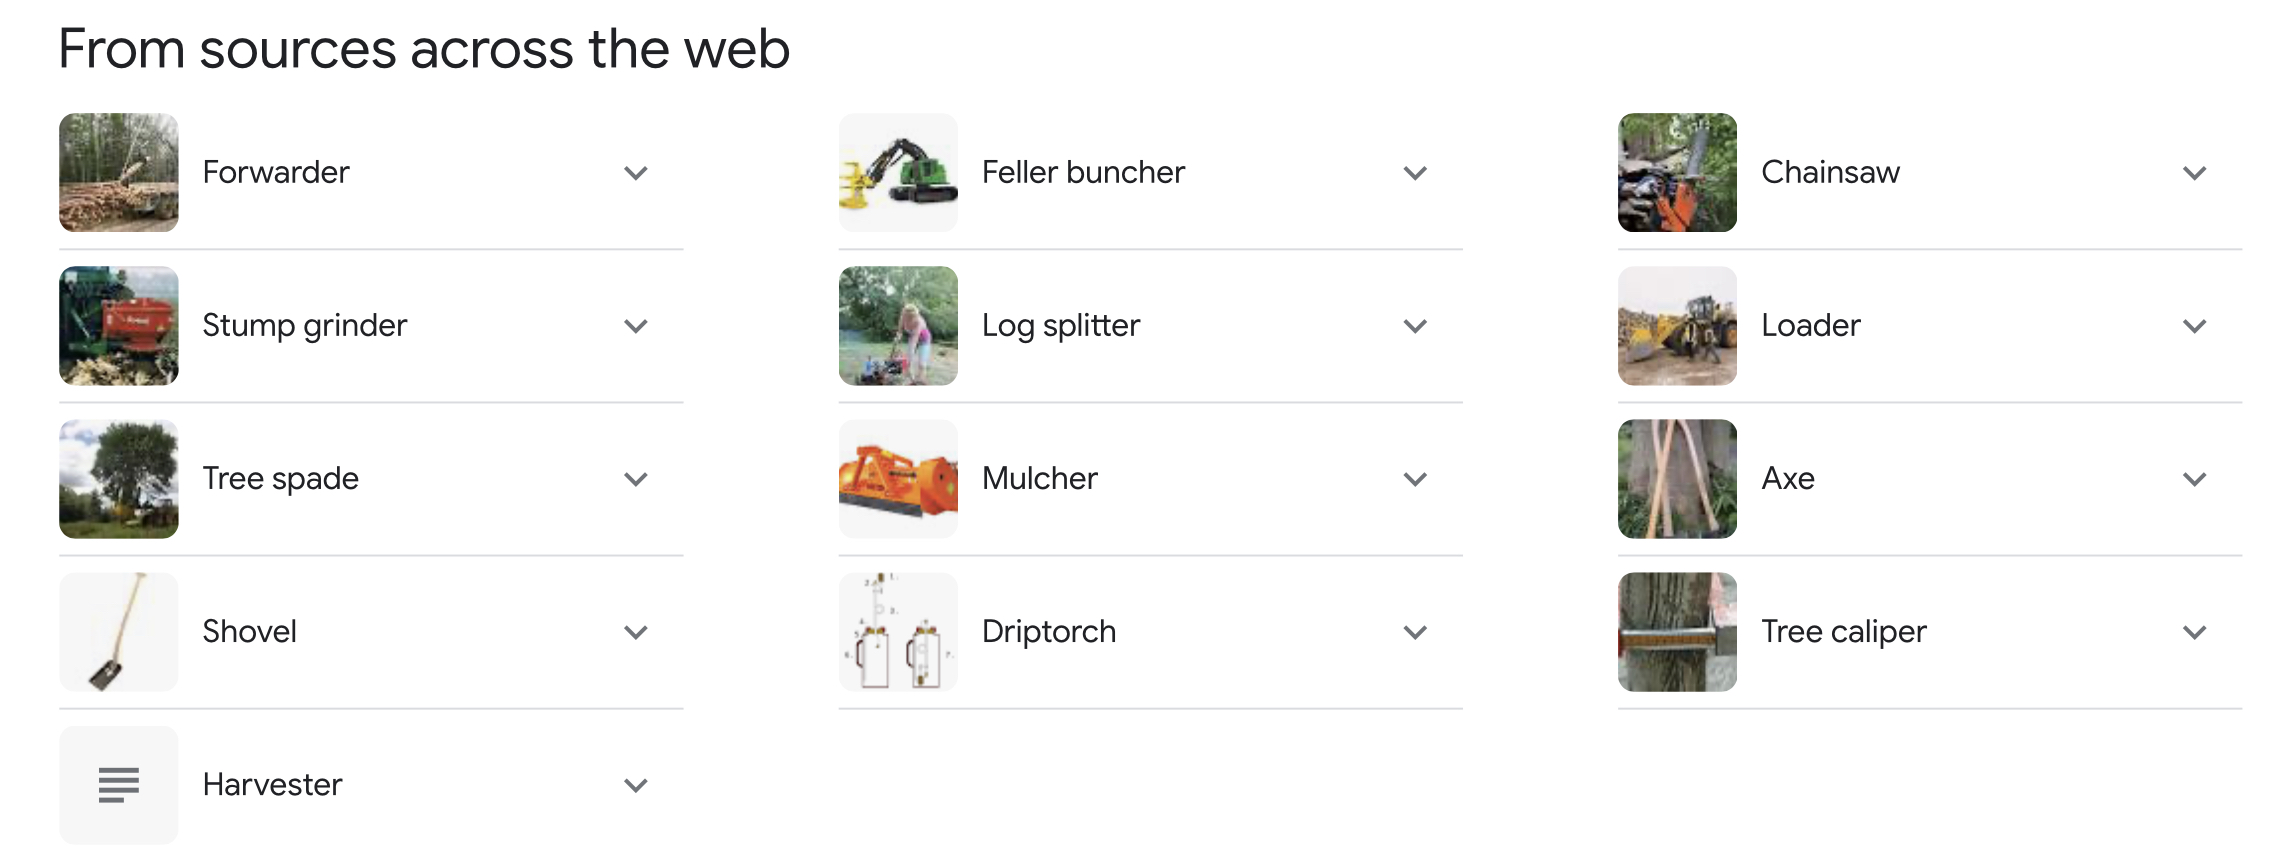 From sources across the web
Forwarder
Feller buncher
Chainsaw
Stump grinder
Log splitter
Loader
Tree spade
Mulcher
Axe
Shovel
Driptorch
Tree caliper
Harvester